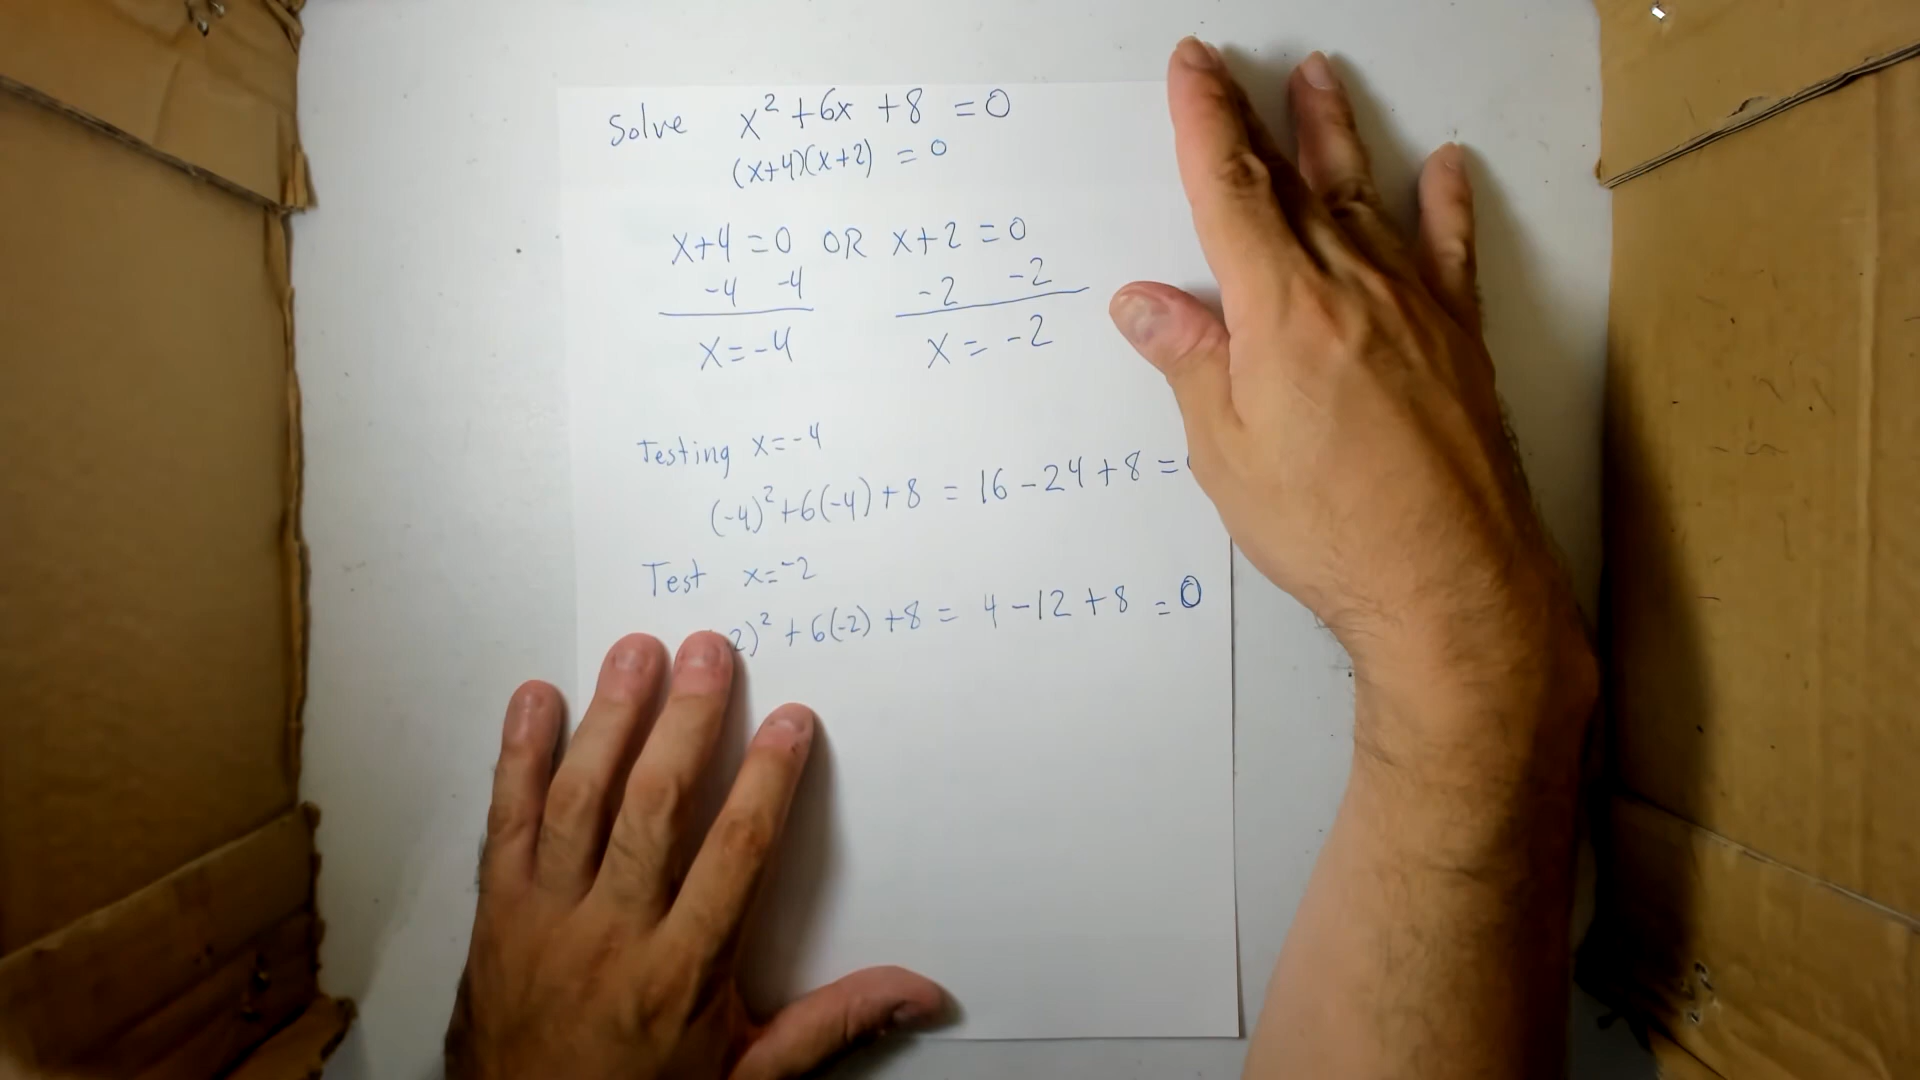 Solve x² + 6x + 8 = 0
(x+4)(x+2) = 0
x+4 = 0 OR x+2 = 0
-4 -4 -2 -2
x = -4 x = -2
Testing x = -4
(-4)² + 6(-4) + 8 = 16 - 24 + 8 =
Test x = -2
2)² + 6(-2) + 8 = 4 - 12 + 8 = 0